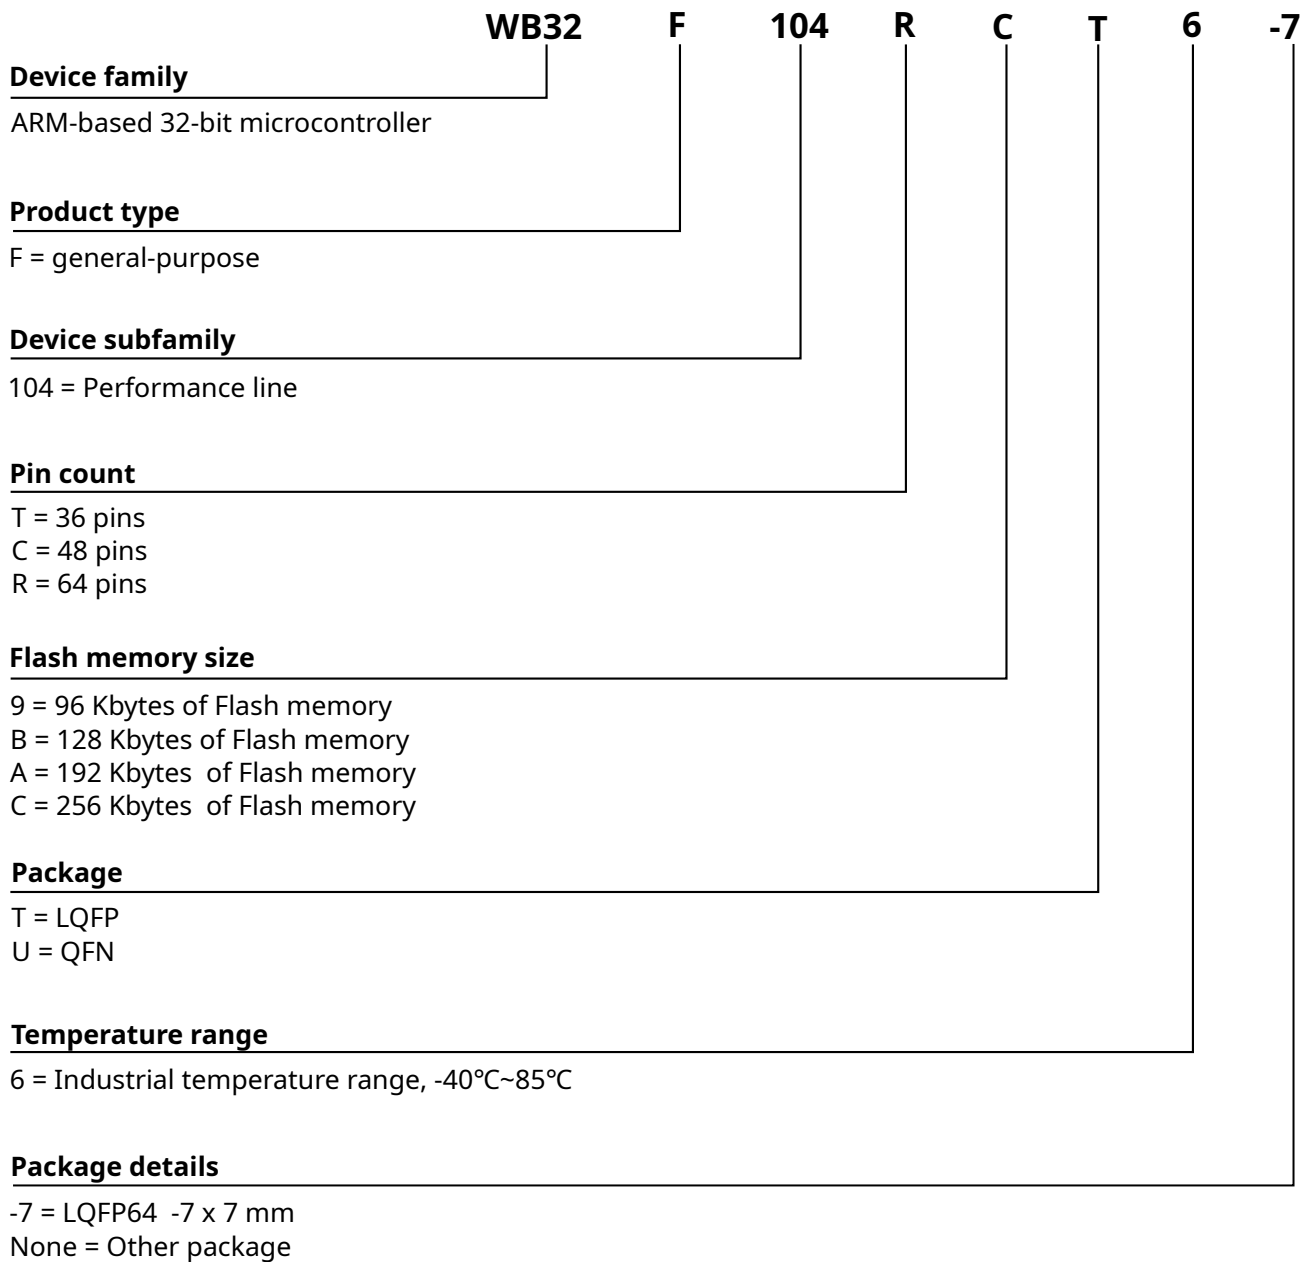 WB32 F 104 R C T 6 -7
Device family
ARM-based 32-bit microcontroller
Product type
F = general-purpose
Device subfamily
104 = Performance line
Pin count
T = 36 pins
C = 48 pins
R = 64 pins
Flash memory size
9 = 96 Kbytes of Flash memory
B = 128 Kbytes of Flash memory
A = 192 Kbytes  of Flash memory
C = 256 Kbytes  of Flash memory
Package
T = LQFP
U = QFN
Temperature range
6 = Industrial temperature range, -40℃~85℃
Package details
-7 = LQFP64  -7 x 7 mm
None = Other package